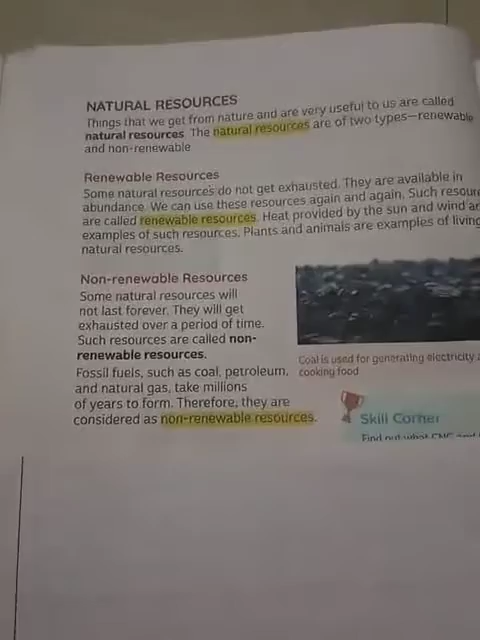 NATURAL RESOURCES
Things that we get from nature and are very useful to us are called
natural resources. The natural resources are of two types—renewable
and non-renewable
Renewable Resources
Some natural resources do not get exhausted. They are available in
abundance. We can use these resources again and again. Such
are called renewable resources. Heat provided by the sun and wind
examples of such resources. Plants and animals are examples of living
natural resources.
Non-renewable Resources
Some natural resources will
not last forever. They will get
exhausted over a period of time.
Such resources are called non-
renewable resources.
Fossil fuels, such as coal, petroleum,
and natural gas, take millions
of years to form. Therefore, they are
considered as non-renewable resources.
Coal is used for generating electricity
cooking food
Skill Corner
Find out what CNG and